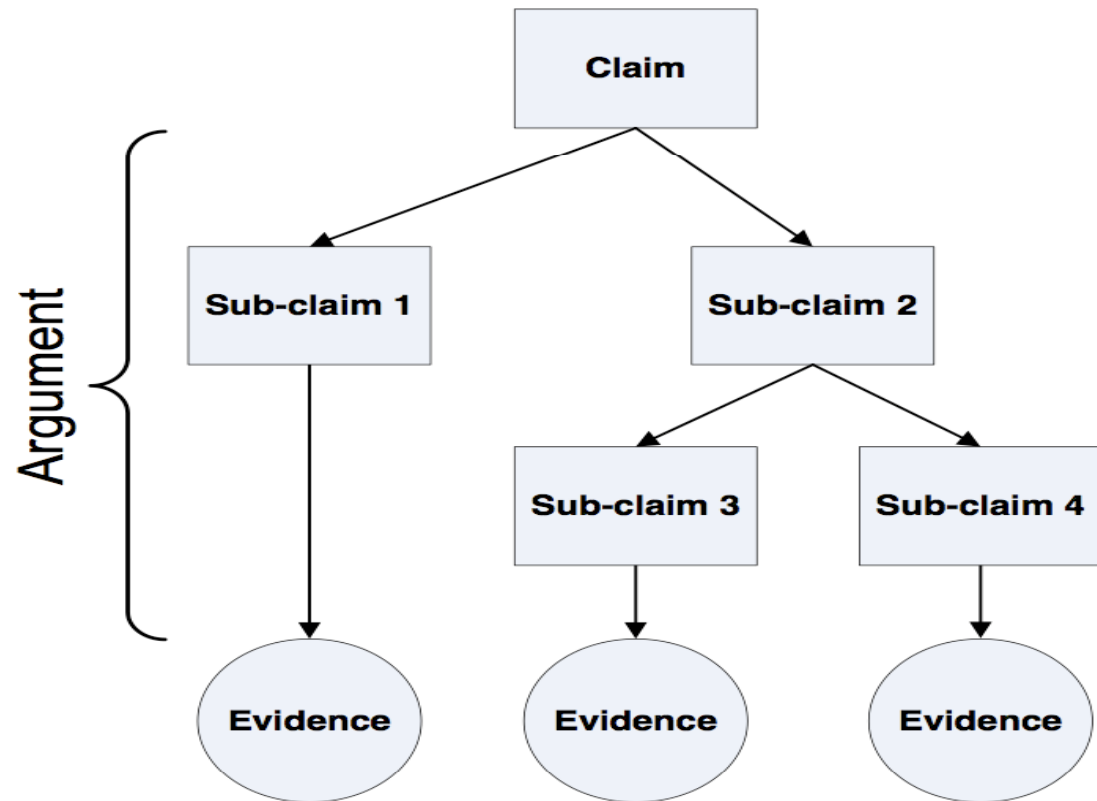 Claim
Argument
Sub-claim 1
Sub-claim 2
Sub-claim 3
Sub-claim 4
Evidence
Evidence
Evidence